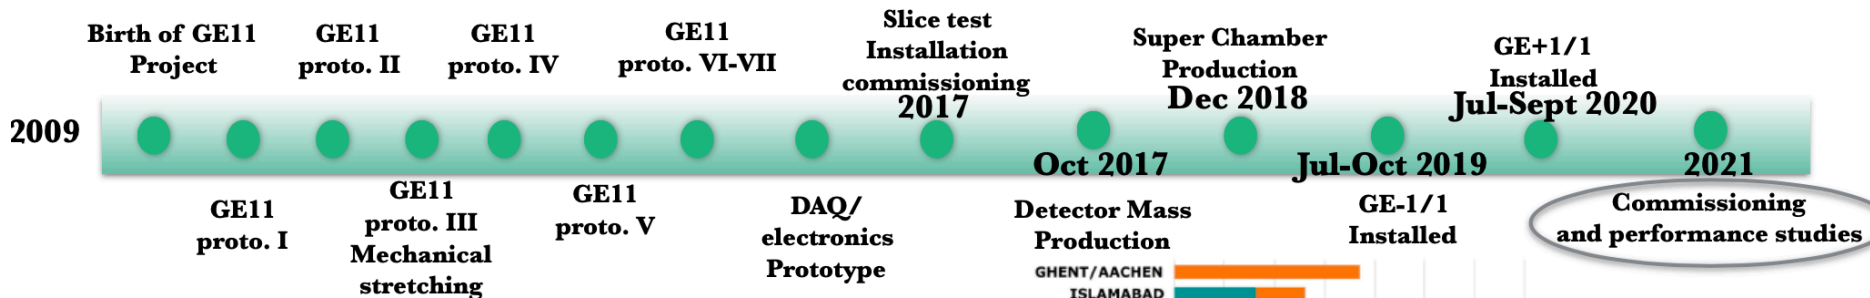 2009
Birth of GE11
Project
GE11
proto. I
GE11
proto. II
GE11
proto. III
Mechanical
stretching
GE11
proto. IV
GE11
proto. V
GE11
proto. VI-VII
DAQ/
electronics
Prototype
Slice test
Installation
commissioning
2017
Oct 2017
Detector Mass
Production
Super Chamber
Production
Dec 2018
Jul-Oct 2019
GE-1/1
Installed
GE+1/1
Installed
Jul-Sept 2020
2021
Commissioning
and performance studies
GHENT/AACHEN
ISLAMABAD